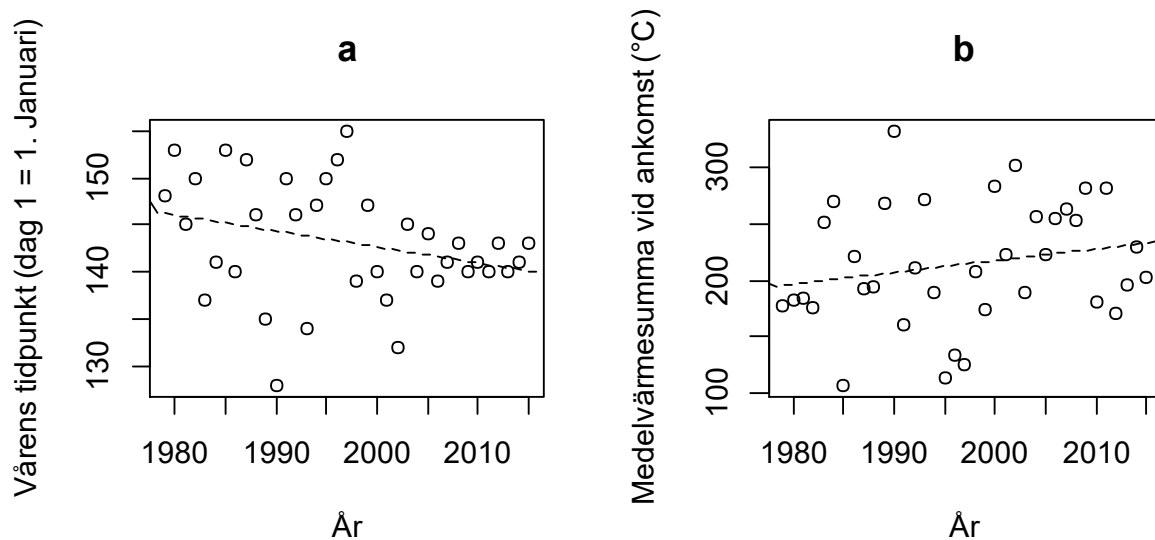 a
Vårens tidpunkt (dag 1 = 1. Januari)
150
140
130
1980 1990 2000 2010
År
b
Medelvärmesumma vid ankomst (°C)
300
200
100
1980 1990 2000 2010
År